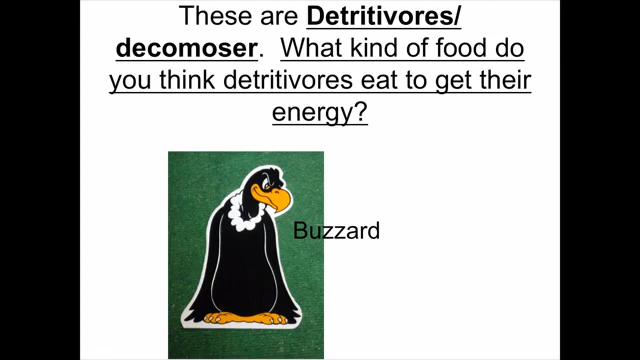 These are Detritivores/
decomoser. What kind of food do
you think detritivores eat to get their
energy?
Buzzard